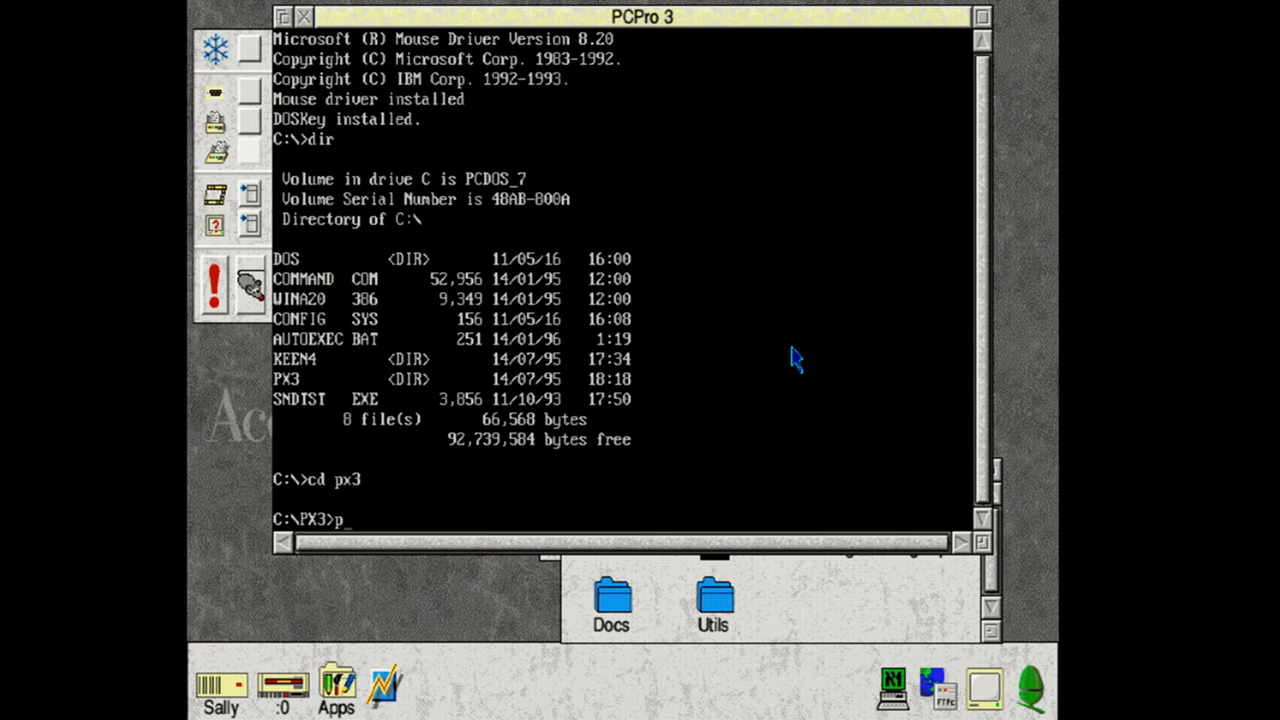 PCPro 3
Microsoft (R) Mouse Driver Version 8.20
Copyright (C) Microsoft Corp. 1983-1992.
Copyright (C) IBM Corp. 1992-1993.
Mouse driver installed
DOSKey installed.
C:\>dir
Volume in drive C is PCDOS_7
Volume Serial Number is 48AB-800A
Directory of C:\
DOS <DIR> 11/05/16 16:00
COMMAND COM 52,956 14/01/95 12:00
WINA20 386 9,349 14/01/95 12:00
CONFIG SYS 156 11/05/16 16:08
AUTOEXEC BAT 251 14/01/96 1:19
KEEN4 <DIR> 14/07/95 17:34
PX3 <DIR> 14/07/95 18:18
SNDTST EXE 3,856 11/10/93 17:50
8 file(s) 66,568 bytes
92,739,584 bytes free
C:\>cd px3
C:\PX3>p_
Docs Utils
Sally :0 Apps